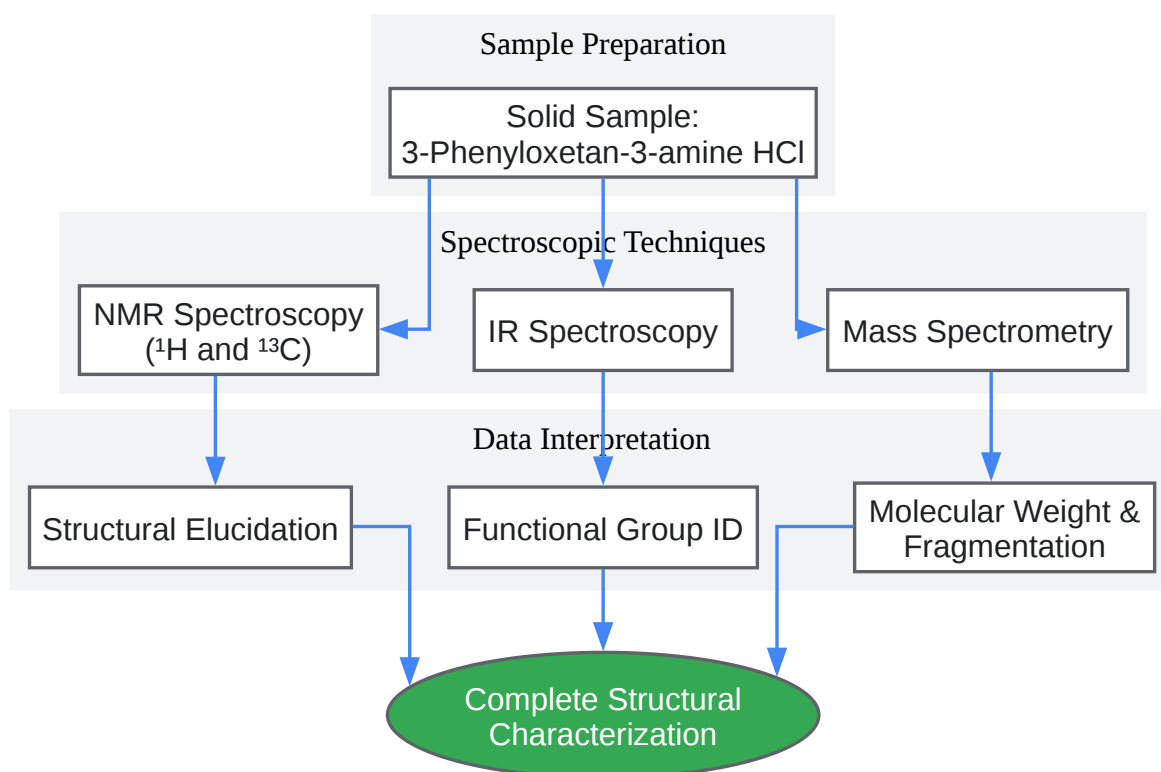 Sample Preparation
Solid Sample:
3-Phenyloxetan-3-amine HCl
Spectroscopic Techniques
NMR Spectroscopy
(¹H and ¹³C)
IR Spectroscopy
Mass Spectrometry
Data Interpretation
Structural Elucidation
Functional Group ID
Molecular Weight &
Fragmentation
Complete Structural
Characterization